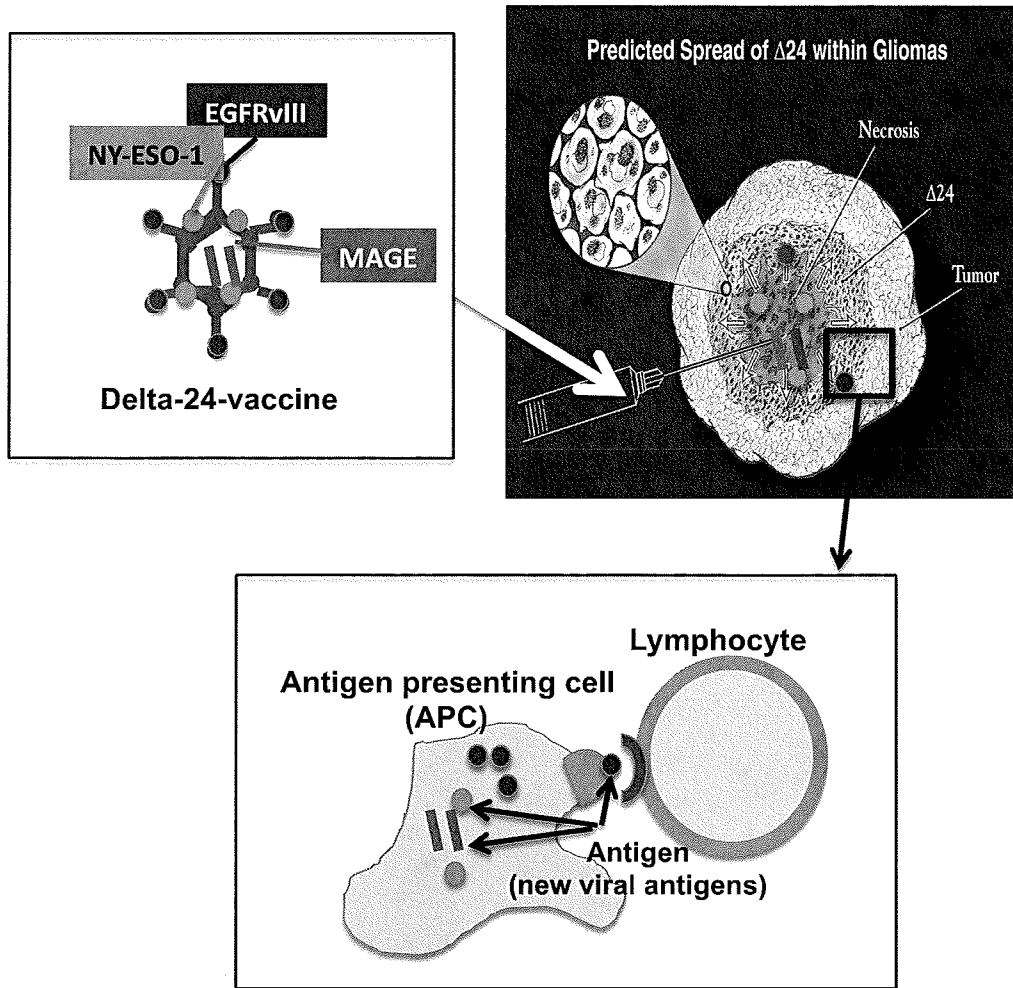 EGFRvIII
NY-ESO-1
MAGE
Delta-24-vaccine
Predicted Spread of Δ24 within Gliomas
Necrosis
Δ24
Tumor
Lymphocyte
Antigen presenting cell
(APC)
Antigen
(new viral antigens)